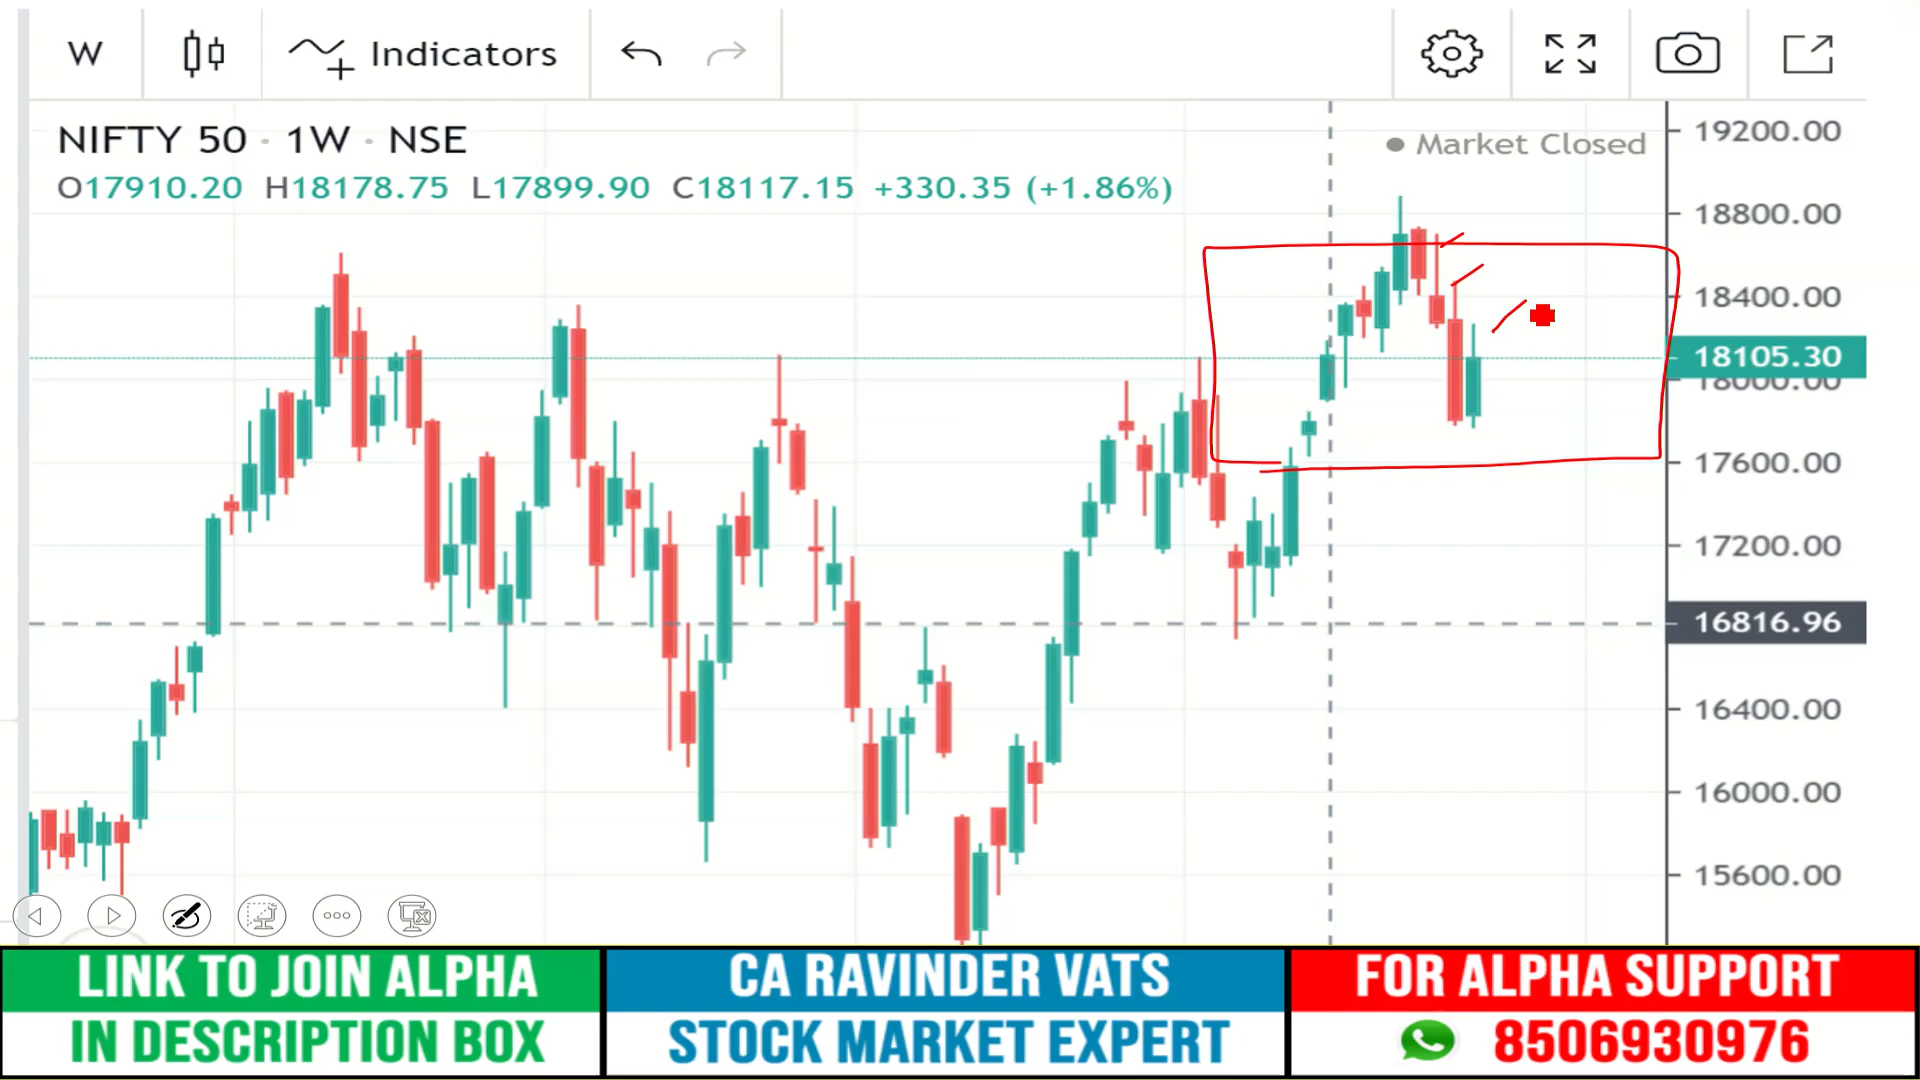 W
Indicators
NIFTY 50 · 1W · NSE
Market Closed
O17910.20 H18178.75 L17899.90 C18117.15 +330.35 (+1.86%)
19200.00
18800.00
18400.00
18105.30
18000.00
17600.00
17200.00
16816.96
16400.00
16000.00
15600.00
LINK TO JOIN ALPHA
IN DESCRIPTION BOX
CA RAVINDER VATS
STOCK MARKET EXPERT
FOR ALPHA SUPPORT
8506930976